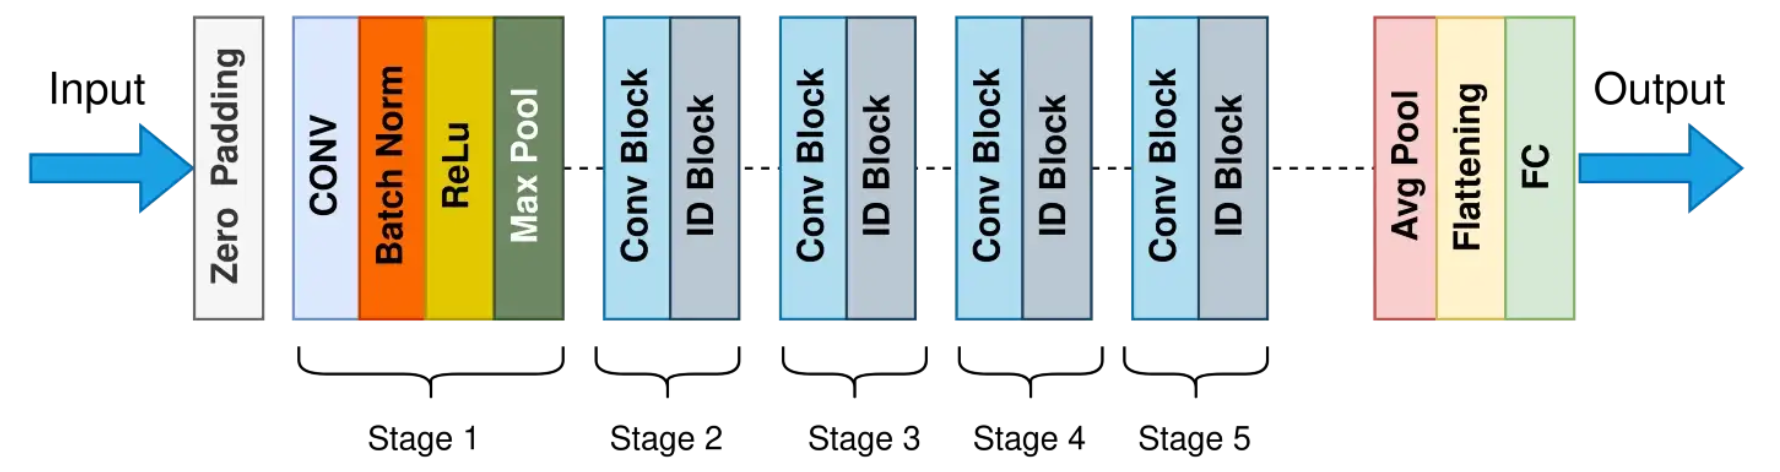 Input
Zero Padding
CONV
Batch Norm
ReLu
Max Pool
Conv Block
ID Block
Conv Block
ID Block
Conv Block
ID Block
Conv Block
ID Block
Avg Pool
Flattening
FC
Output
Stage 1
Stage 2
Stage 3
Stage 4
Stage 5